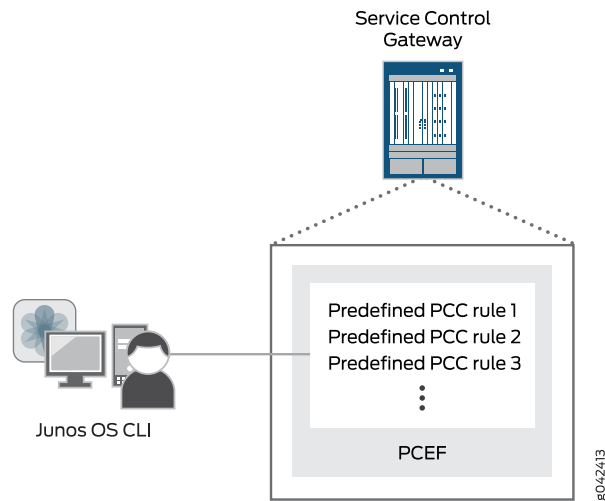 Service Control
Gateway
Predefined PCC rule 1
Predefined PCC rule 2
Predefined PCC rule 3
PCEF
Junos OS CLI
g042413